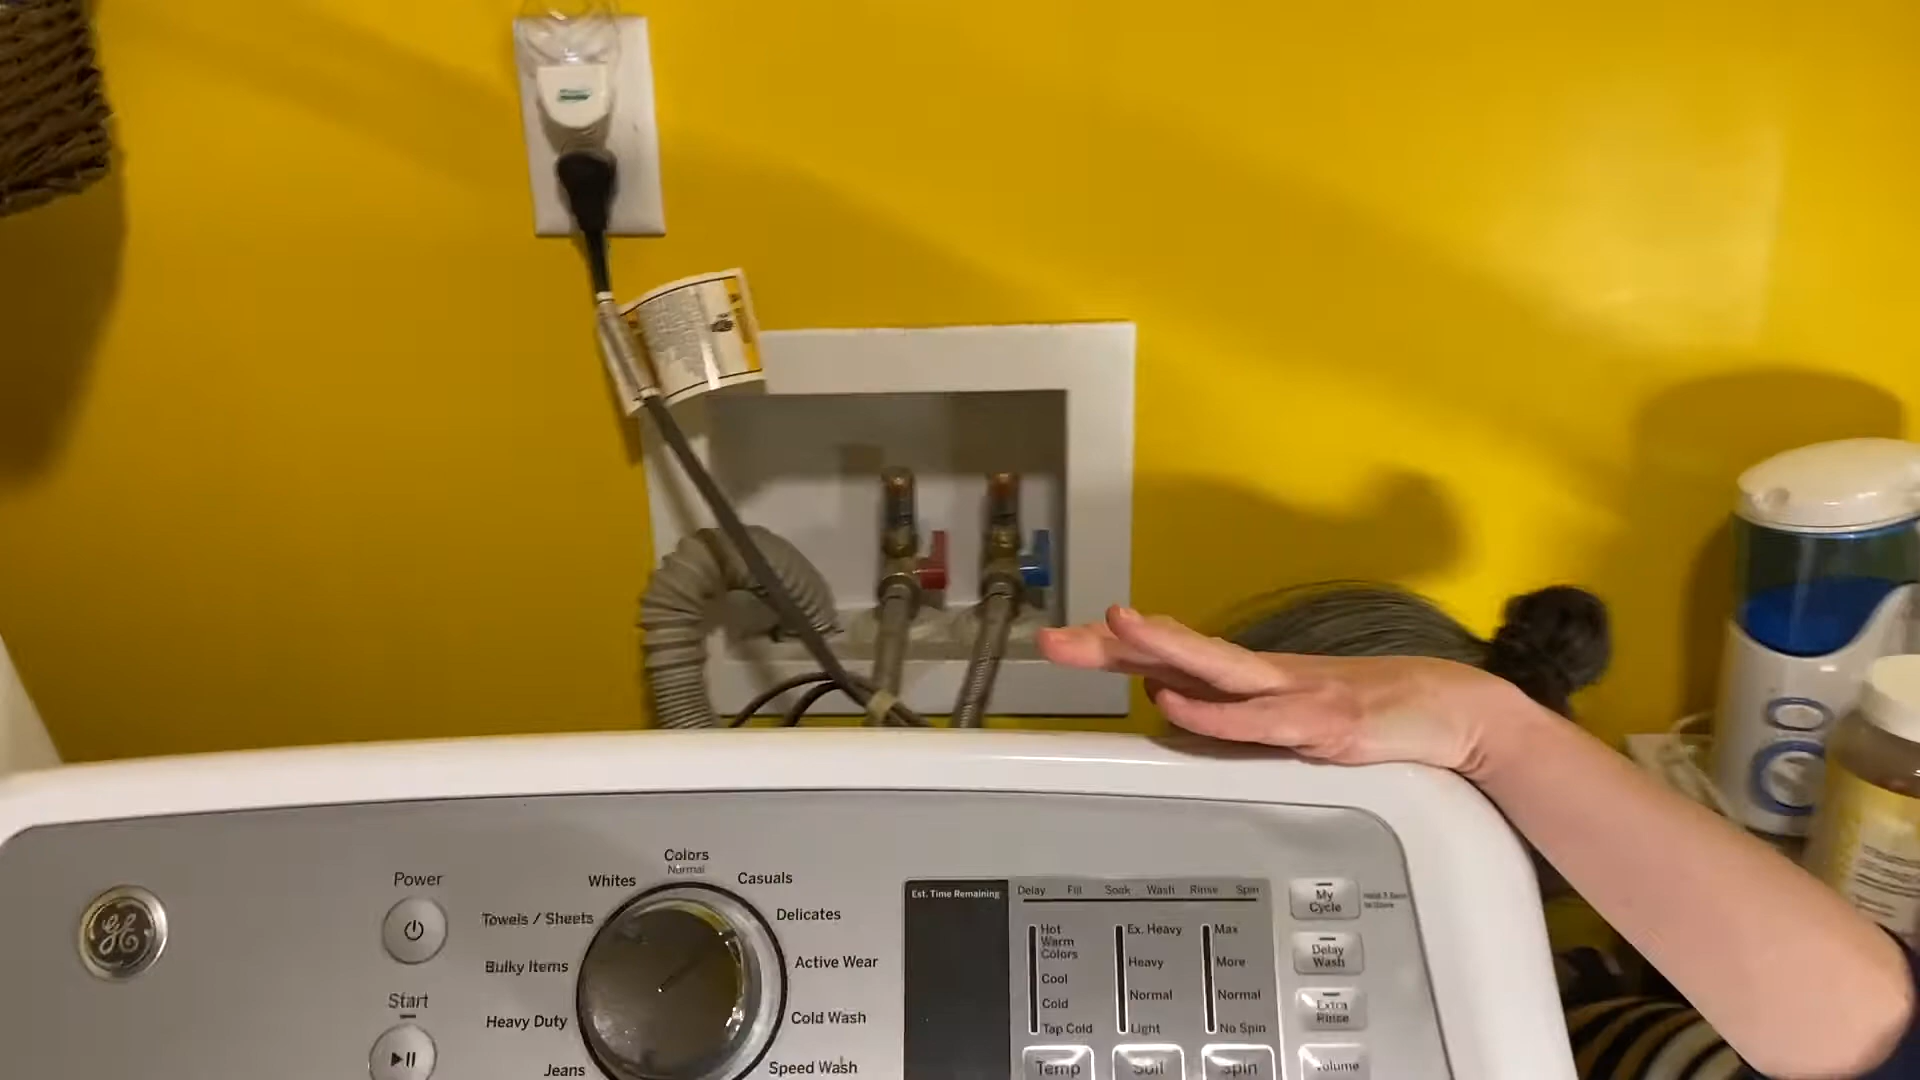 Colors
Normal
Power
Whites
Casuals
Towels / Sheets
Delicates
Bulky Items
Active Wear
Start
Heavy Duty
Cold Wash
Jeans
Speed Wash
GE
Est. Time Remaining
Delay Fill Soak Wash Rinse Spin
Hot
Warm
Colors
Cool
Cold
Tap Cold
Ex. Heavy
Heavy
Normal
Light
Max
More
Normal
No Spin
Temp
Soil
Spin
My
Cycle
Delay
Wash
Extra
Rinse
Volume